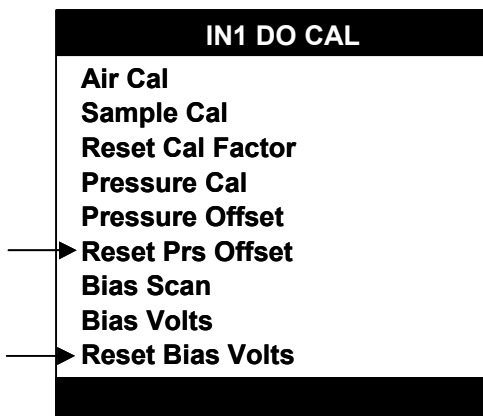 IN1 DO CAL
Air Cal
Sample Cal
Reset Cal Factor
Pressure Cal
Pressure Offset
Reset Prs Offset
Bias Scan
Bias Volts
Reset Bias Volts